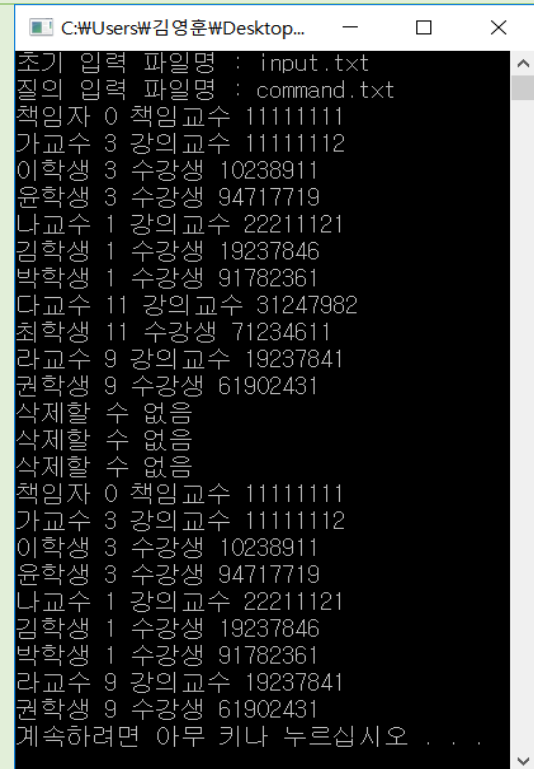 C:₩Users₩김영훈₩Desktop...
초기 입력 파일명 : input.txt
질의 입력 파일명 : command.txt
책임자 0 책임교수 11111111
가교수 3 강의교수 11111112
이학생 3 수강생 10238911
윤학생 3 수강생 94717719
나교수 1 강의교수 22211121
김학생 1 수강생 19237846
박학생 1 수강생 91782361
다교수 11 강의교수 31247982
최학생 11 수강생 71234611
라교수 9 강의교수 19237841
권학생 9 수강생 61902431
삭제할 수 없음
삭제할 수 없음
삭제할 수 없음
책임자 0 책임교수 11111111
가교수 3 강의교수 11111112
이학생 3 수강생 10238911
윤학생 3 수강생 94717719
나교수 1 강의교수 22211121
김학생 1 수강생 19237846
박학생 1 수강생 91782361
라교수 9 강의교수 19237841
권학생 9 수강생 61902431
계속하려면 아무 키나 누르십시오 . . .